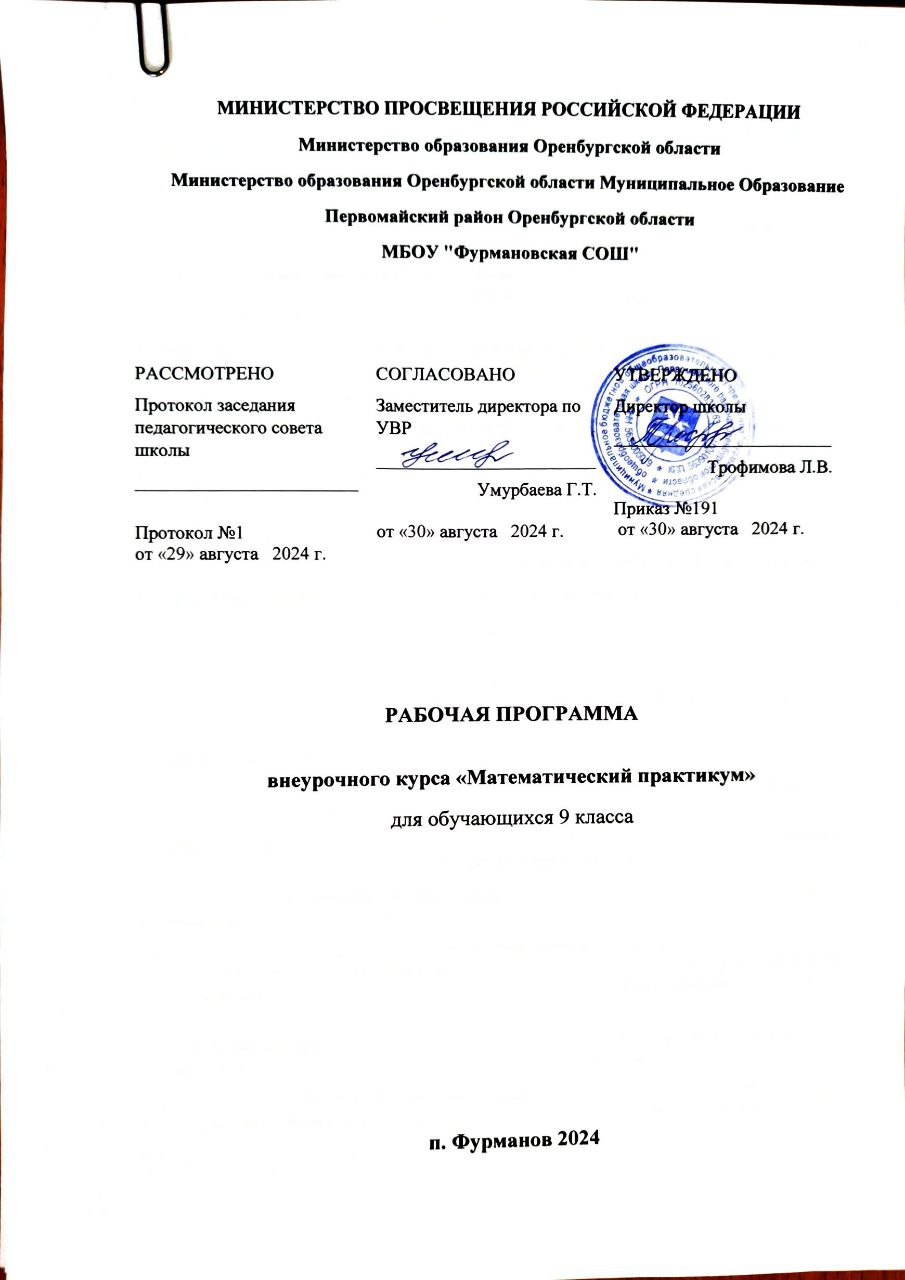 МИНИСТЕРСТВО ПРОСВЕЩЕНИЯ РОССИЙСКОЙ ФЕДЕРАЦИИ
Министерство образования Оренбургской области
Министерство образования Оренбургской области Муниципальное Образование
Первомайский район Оренбургской области
МБОУ "Фурмановская СОШ"
РАССМОТРЕНО
Протокол заседания
педагогического совета
школы
Протокол №1
от «29» августа 2024 г.
СОГЛАСОВАНО
Заместитель директора по
УВР
Умурбаева Г.Т.
от «30» августа 2024 г.
УТВЕРЖДЕНО
Директор школы
Трофимова Л.В.
Приказ №191
от «30» августа 2024 г.
РАБОЧАЯ ПРОГРАММА
внеурочного курса «Математический практикум»
для обучающихся 9 класса
п. Фурманов 2024